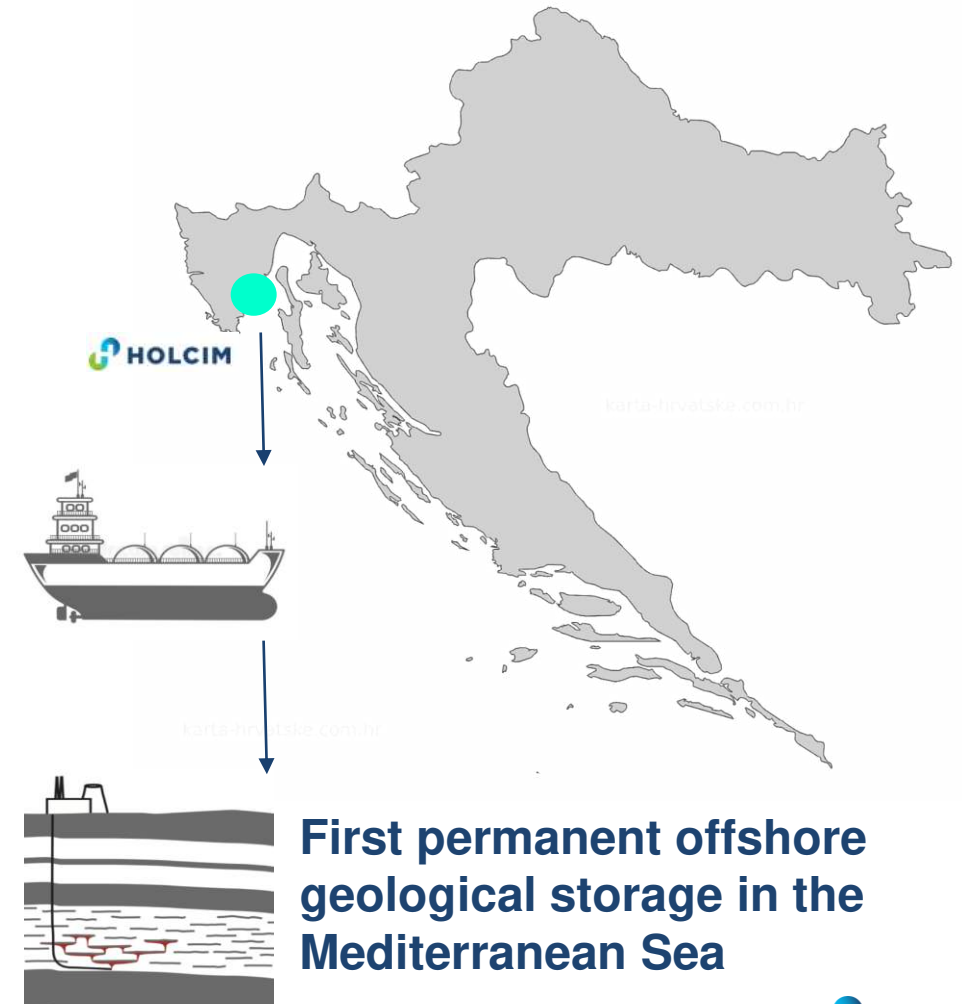 HOLCIM
karta-hrvatske.com.hr
karta-hrvatske.com.hr
First permanent offshore
geological storage in the
Mediterranean Sea